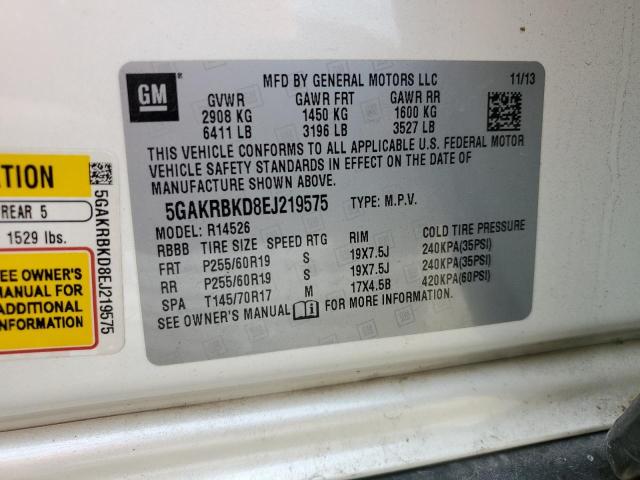 GM
MFD BY GENERAL MOTORS LLC 11/13
GVWR GAWR FRT GAWR RR
2908 KG 1450 KG 1600 KG
6411 LB 3196 LB 3527 LB
THIS VEHICLE CONFORMS TO ALL APPLICABLE U.S. FEDERAL MOTOR
VEHICLE SAFETY STANDARDS IN EFFECT ON THE DATE OF
MANUFACTURE SHOWN ABOVE.
5GAKRBKD8EJ219575 TYPE: M.P.V.
MODEL: R14526
RBBB TIRE SIZE SPEED RTG RIM COLD TIRE PRESSURE
FRT P255/60R19 S 19X7.5J 240KPA(35PSI)
RR P255/60R19 S 19X7.5J 240KPA(35PSI)
SPA T145/70R17 M 17X4.5B 420KPA(60PSI)
SEE OWNER'S MANUAL FOR MORE INFORMATION.
REAR 5
1529 lbs.
SEE OWNER'S
MANUAL FOR
ADDITIONAL
INFORMATION
5GAKRBKD8EJ219575